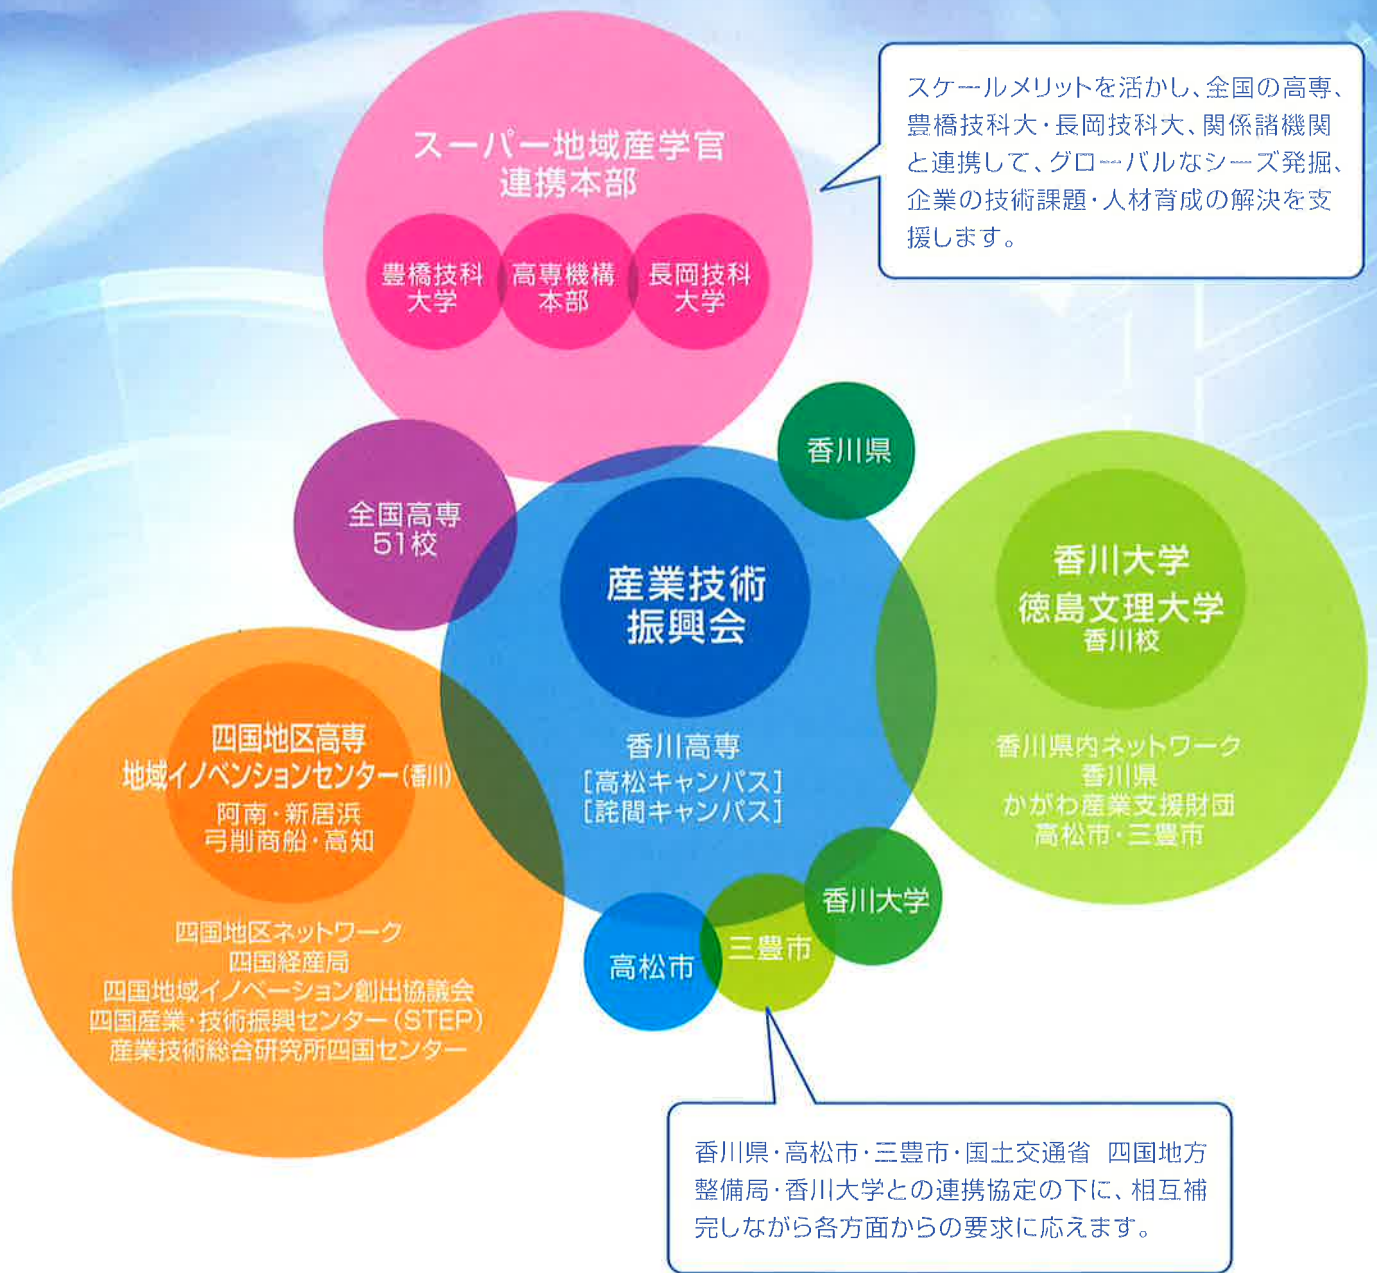 スーパー地域産学官
連携本部
豊橋技科
大学
高専機構
本部
長岡技科
大学
スケールメリットを活かし、全国の高専、
豊橋技科大・長岡技科大、関係諸機関
と連携して、グローバルなシーズ発掘、
企業の技術課題・人材育成の解決を支
援します。
香川県
全国高専
51校
産業技術
振興会
香川高専
[高松キャンパス]
[詫間キャンパス]
香川大学
徳島文理大学
香川校
香川県内ネットワーク
香川県
かがわ産業支援財団
高松市・三豊市
四国地区高専
地域イノベンションセンター(香川)
阿南・新居浜
弓削商船・高知
四国地区ネットワーク
四国経産局
四国地域イノベーション創出協議会
四国産業・技術振興センター(STEP)
産業技術総合研究所四国センター
高松市
三豊市
香川大学
香川県・高松市・三豊市・国土交通省 四国地方
整備局・香川大学との連携協定の下に、相互補
完しながら各方面からの要求に応えます。